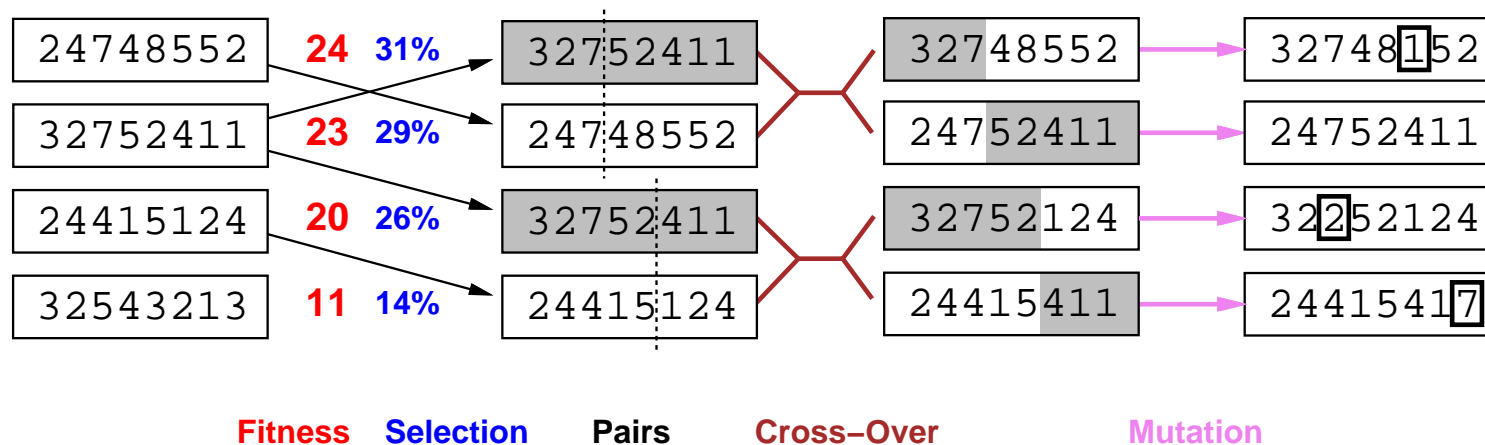 24748552 24 31% 32752411 32748552 32748152
32752411 23 29% 24748552 24752411 24752411
24415124 20 26% 32752411 32752124 32252124
32543213 11 14% 24415124 24415411 24415417
Fitness Selection Pairs Cross−Over Mutation